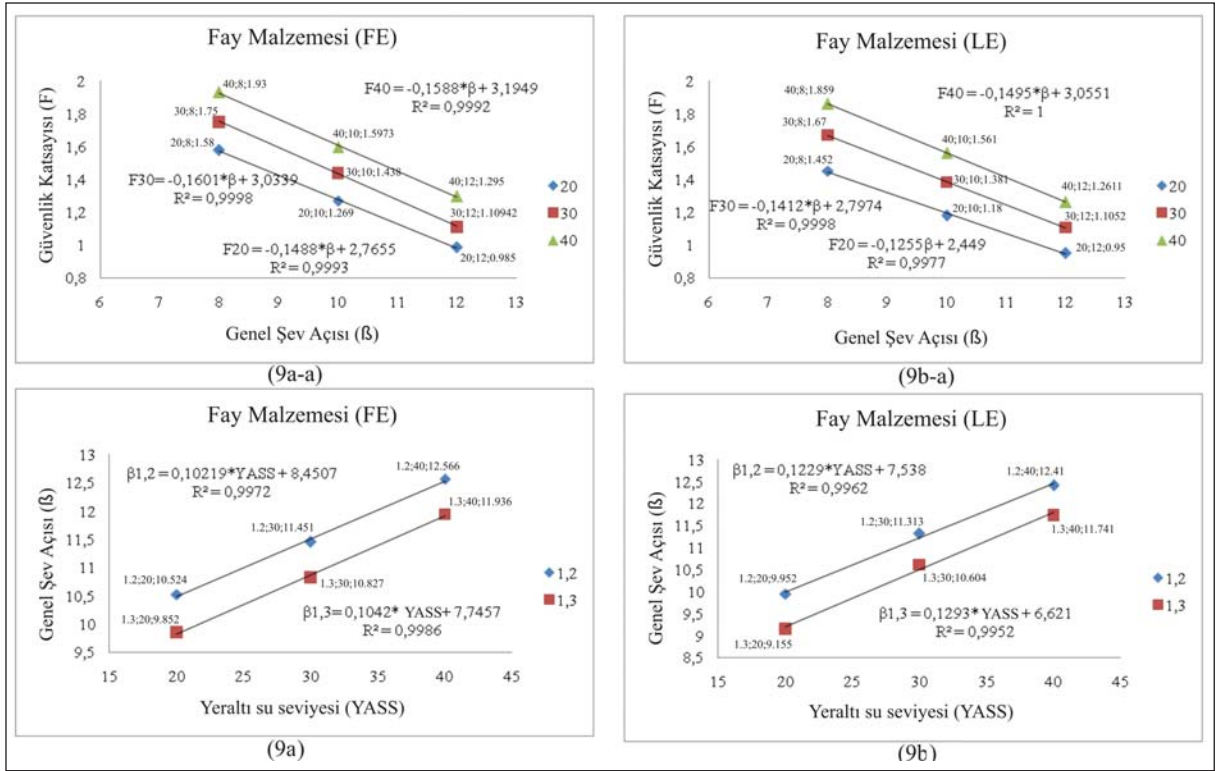 Fay Malzemesi (FE)
Güvenlik Katsayısı (F)
2
1,8
1,6
1,4
1,2
1
0,8
40;8;1.93
30;8;1.75
20;8;1.58
F40 = -0,1588*β + 3,1949
R² = 0,9992
40;10;1.5973
30;10;1.438
20;10;1.269
F30 = -0,1601*β + 3,0339
R² = 0,9998
40;12;1.295
30;12;1.10942
20;12;0.985
F20 = -0,1488*β + 2,7655
R² = 0,9993
20
30
40
6 7 8 9 10 11 12 13
Genel Şev Açısı (ß)
(9a-a)
Fay Malzemesi (LE)
Güvenlik Katsayısı (F)
2
1,8
1,6
1,4
1,2
1
0,8
40;8;1.859
30;8;1.67
20;8;1.452
F40 = -0,1495*β + 3,0551
R² = 1
40;10;1.561
30;10;1.381
20;10;1.18
F30 = -0,1412*β + 2,7974
R² = 0,9998
40;12;1.2611
30;12;1.1052
20;12;0.95
F20 = -0,1255β + 2,449
R² = 0,9977
20
30
40
6 7 8 9 10 11 12 13
Genel Şev Açısı (ß)
(9b-a)
Fay Malzemesi (FE)
Genel Şev Açısı (ß)
13
12,5
12
11,5
11
10,5
10
9,5
β1,2 = 0,10219*YASS + 8,4507
R² = 0,9972
1.2;40;12.566
1.3;40;11.936
1.2;30;11.451
1.3;30;10.827
1.2;20;10.524
1.3;20;9.852
β1,3 = 0,1042* YASS + 7,7457
R² = 0,9986
1,2
1,3
15 20 25 30 35 40 45
Yeraltı su seviyesi (YASS)
(9a)
Fay Malzemesi (LE)
Genel Şev Açısı (ß)
13
12,5
11,5
10,5
10
9,5
9
8,5
β1,2 = 0,1229*YASS + 7,538
R² = 0,9962
1.2;40;12.41
1.3;40;11.741
1.2;30;11.313
1.3;30;10.604
1.2;20;9.952
1.3;20;9.155
β1,3 = 0,1293* YASS + 6,621
R² = 0,9952
1,2
1,3
15 20 25 30 35 40 45
Yeraltı su seviyesi (YASS)
(9b)